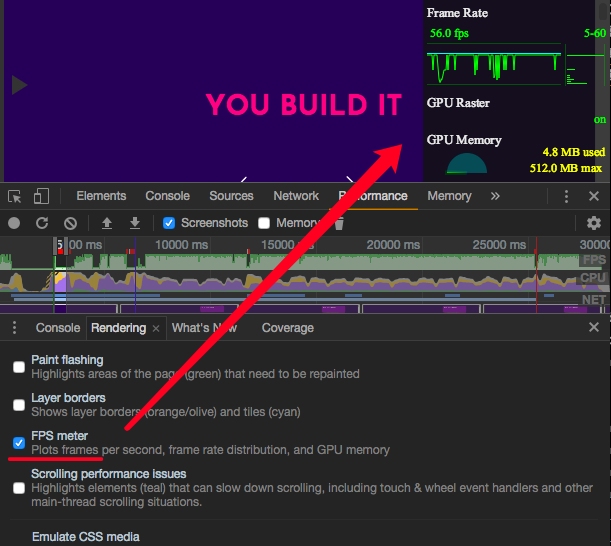 Frame Rate
56.0 fps 5-60
YOU BUILD IT
GPU Raster
on
GPU Memory
4.8 MB used
512.0 MB max
Elements Console Sources Network Performance Memory »
Screenshots Memory
5 00 ms 10000 ms 15000 ms 20000 ms 25000 ms 30000
FPS
CPU
NET
Console Rendering × What's New Coverage
Paint flashing
Highlights areas of the page (green) that need to be repainted
Layer borders
Shows layer borders (orange/olive) and tiles (cyan)
FPS meter
Plots frames per second, frame rate distribution, and GPU memory
Scrolling performance issues
Highlights elements (teal) that can slow down scrolling, including touch & wheel event handlers and other
main-thread scrolling situations.
Emulate CSS media